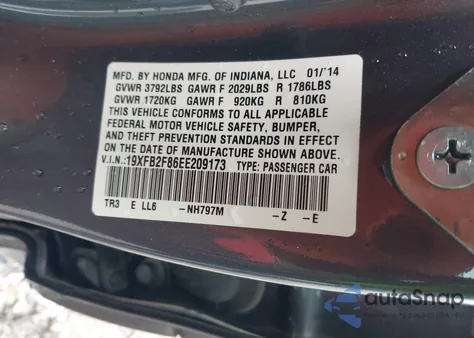 MFD. BY HONDA MFG. OF INDIANA, LLC 01/'14
GVWR 3792LBS GAWR F 2029LBS R 1786LBS
GVWR 1720KG GAWR F 920KG R 810KG
THIS VEHICLE CONFORMS TO ALL APPLICABLE
FEDERAL MOTOR VEHICLE SAFETY, BUMPER,
AND THEFT PREVENTION STANDARDS IN EFFECT
ON THE DATE OF MANUFACTURE SHOWN ABOVE.
V.I.N.:19XFB2F86EE209173 TYPE: PASSENGER CAR
TR3 E LL6 -NH797M -Z -E
autoSnap